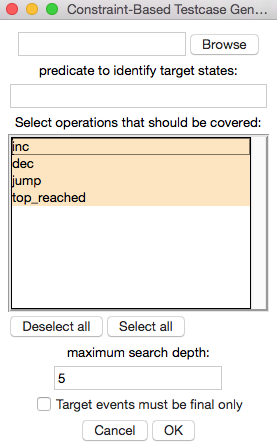 Constraint-Based Testcase Gen...
Browse
predicate to identify target states:
Select operations that should be covered:
inc
dec
jump
top_reached
Deselect all Select all
maximum search depth:
5
Target events must be final only
Cancel OK